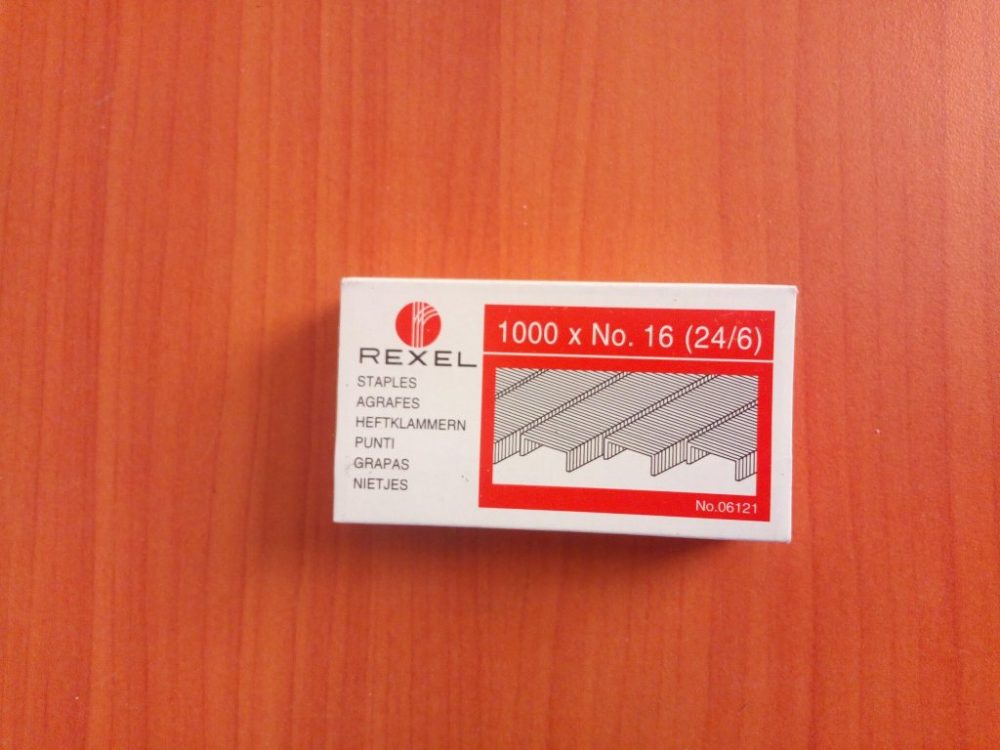 REXEL
STAPLES
AGRAFES
HEFTKLAMMERN
PUNTI
GRAPAS
NIETJES
1000 x No. 16 (24/6)
No.06121